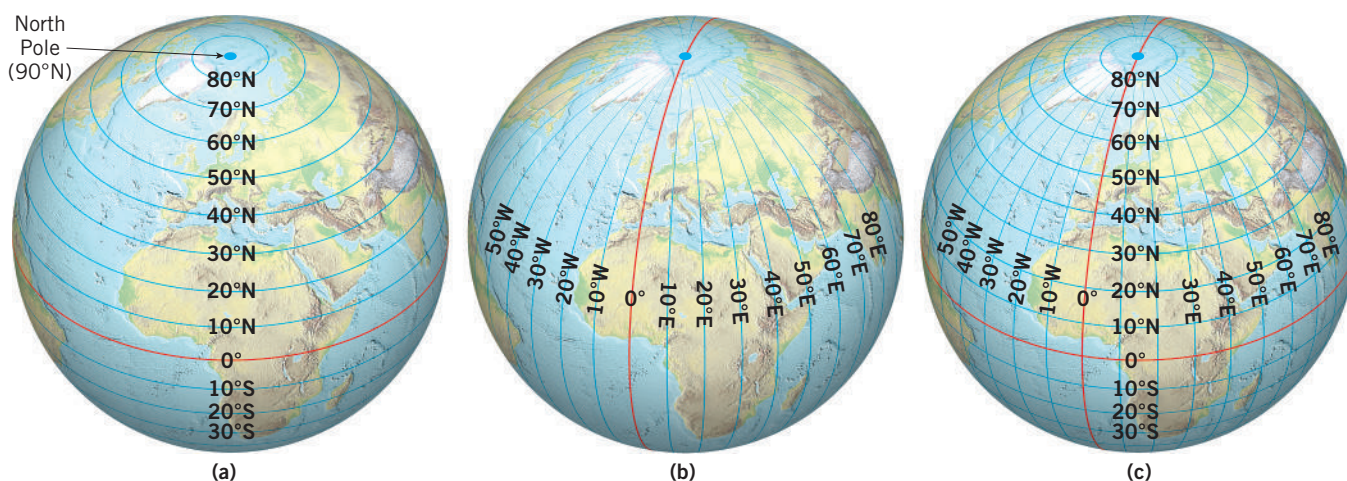 North
Pole
(90°N)
80°N
70°N
60°N
50°N
40°N
30°N
20°N
10°N
0°
10°S
20°S
30°S
(a)
50°W
40°W
30°W
20°W
10°W
0°
10°E
20°E
30°E
40°E
50°E
60°E
70°E
80°E
(b)
80°N
70°N
60°N
50°N
40°N
30°N
20°N
10°N
0°
10°S
20°S
30°S
50°W
40°W
30°W
20°W
10°W
0°
30°E
40°E
50°E
60°E
70°E
80°E
(c)